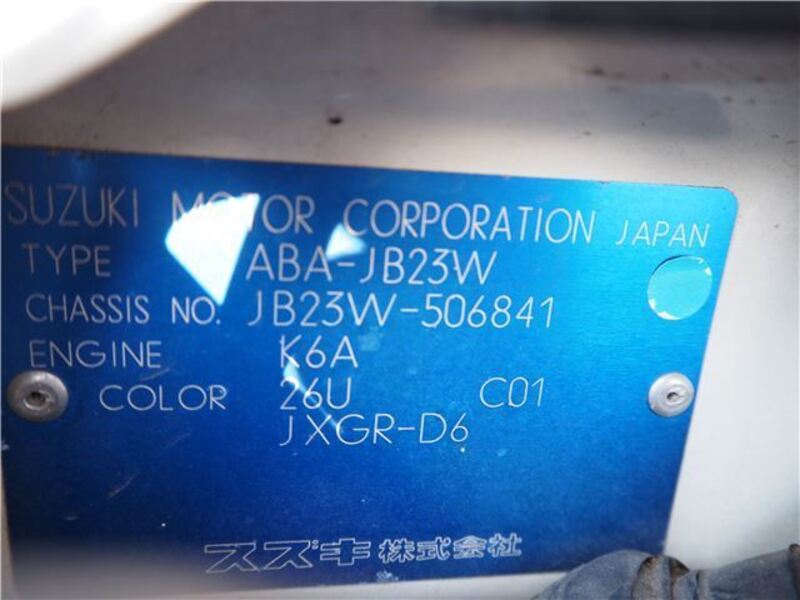 SUZUKI MOTOR CORPORATION JAPAN
TYPE ABA-JB23W
CHASSIS NO. JB23W-506841
ENGINE K6A
COLOR 26U C01
JXGR-D6
スズキ株式会社